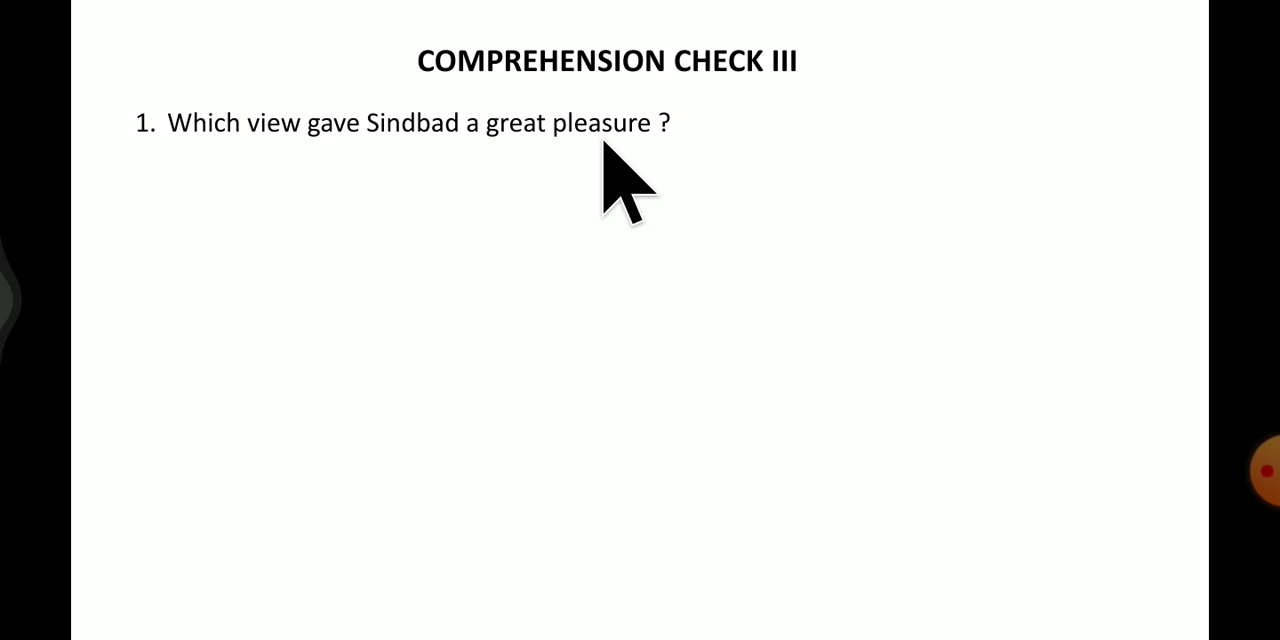 COMPREHENSION CHECK III
1. Which view gave Sindbad a great pleasure ?